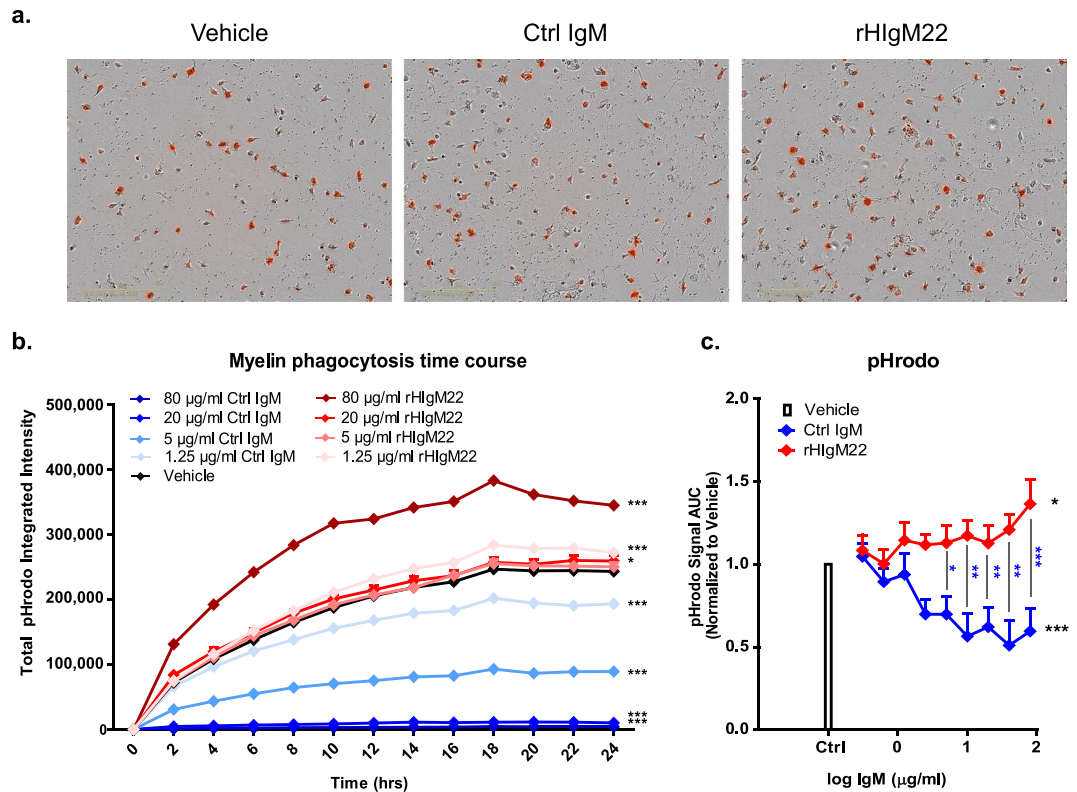 a.
Vehicle
Ctrl IgM
rHIgM22
b.
Myelin phagocytosis time course
80 µg/ml Ctrl IgM
20 µg/ml Ctrl IgM
5 µg/ml Ctrl IgM
1.25 µg/ml Ctrl IgM
Vehicle
80 µg/ml rHIgM22
20 µg/ml rHIgM22
5 µg/ml rHIgM22
1.25 µg/ml rHIgM22
Total pHrodo Integrated Intensity
500,000
400,000
300,000
200,000
100,000
0
***
***
*
***
***
***
***
0 2 4 6 8 10 12 14 16 18 20 22 24
Time (hrs)
c.
pHrodo
Vehicle
Ctrl IgM
rHIgM22
pHrodo Signal AUC
(Normalized to Vehicle)
2.0
1.5
1.0
0.5
0.0
*
**
**
**
***
*
***
Ctrl 0 1 2
log IgM (µg/ml)